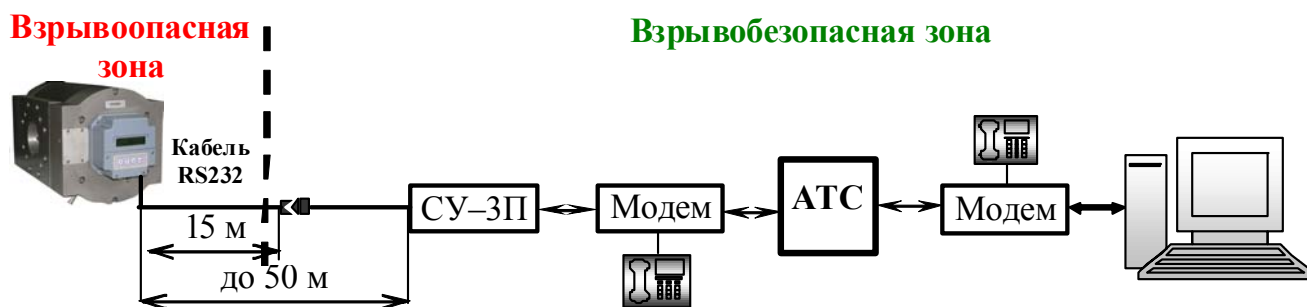 Взрывоопасная
зона
Взрывобезопасная зона
Кабель
RS232
15 м
до 50 м
СУ–3П
Модем
АТС
Модем